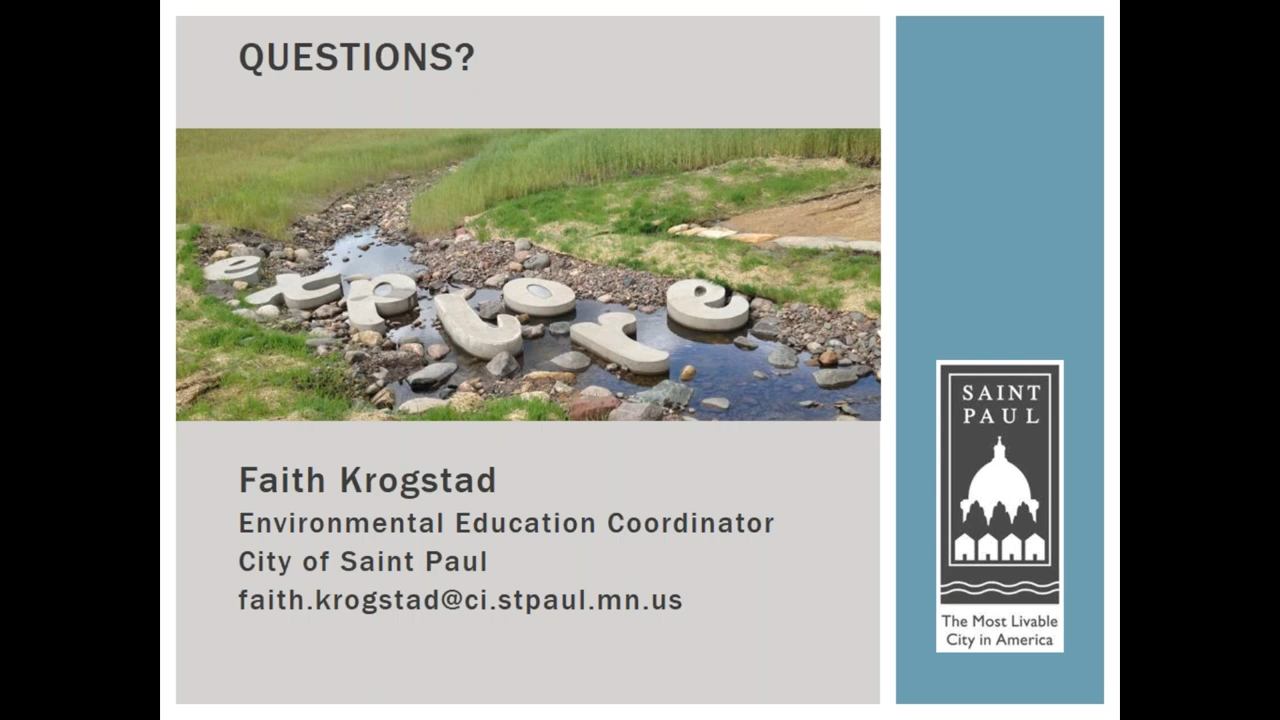 QUESTIONS?
explore
Faith Krogstad
Environmental Education Coordinator
City of Saint Paul
faith.krogstad@ci.stpaul.mn.us
SAINT
PAUL
The Most Livable
City in America